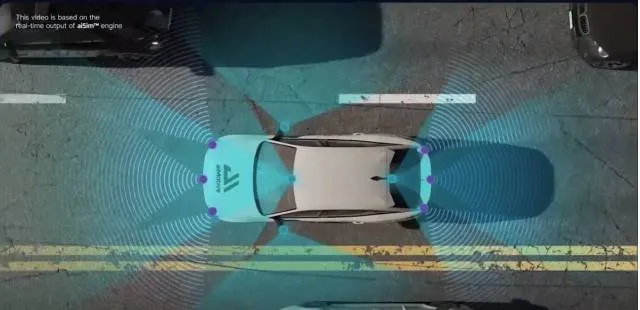 This video is based on the
real-time output of aiSim™ engine